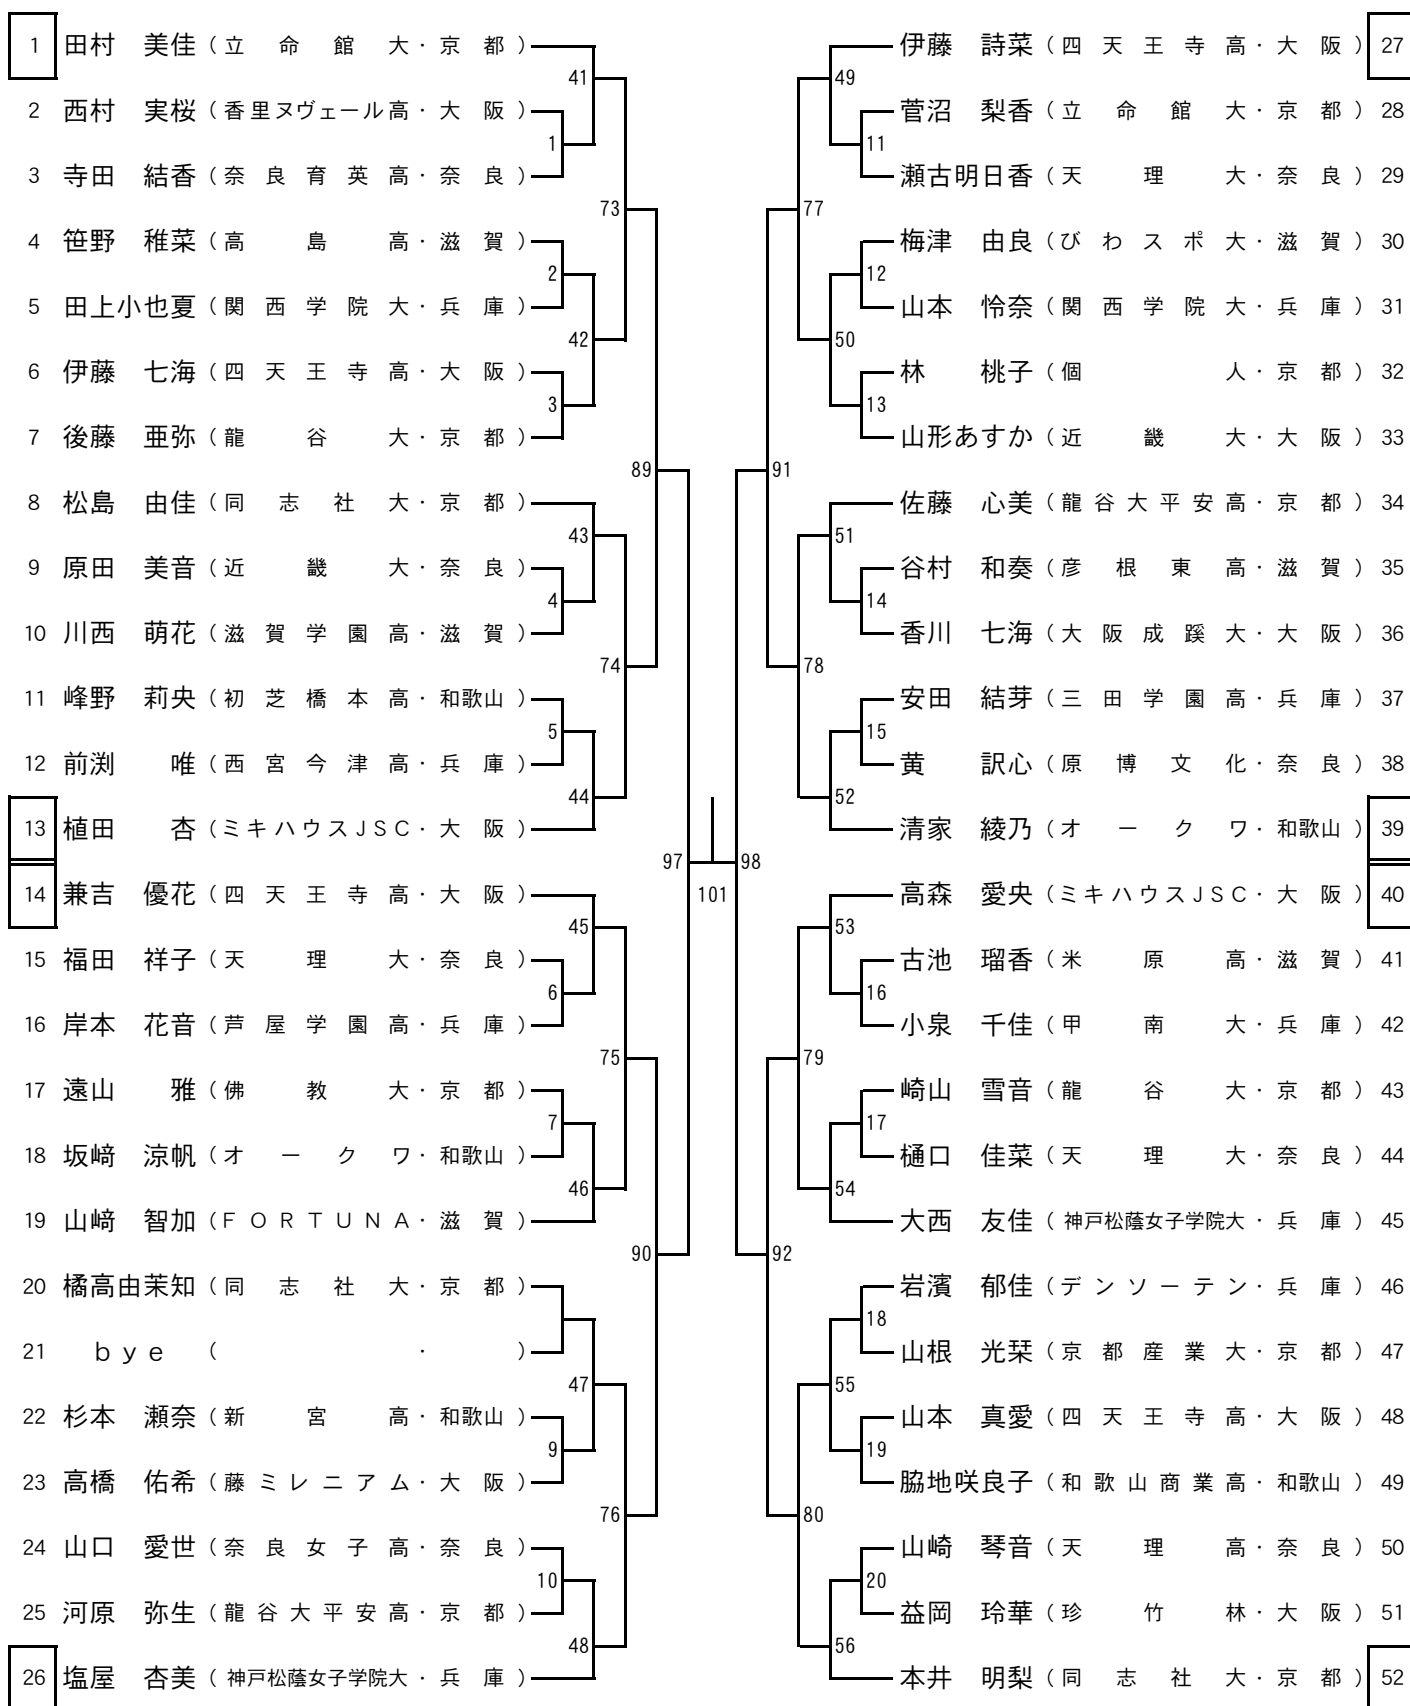 1 田村 美佳 (立命館大・京都)
2 西村 実桜 (香里ヌヴェール高・大阪)
3 寺田 結香 (奈良育英高・奈良)
4 笹野 稚菜 (高島高・滋賀)
5 田上小也夏 (関西学院大・兵庫)
6 伊藤 七海 (四天王寺高・大阪)
7 後藤 亜弥 (龍谷大・京都)
8 松島 由佳 (同志社大・京都)
9 原田 美音 (近畿大・奈良)
10 川西 萌花 (滋賀学園高・滋賀)
11 峰野 莉央 (初芝橋本高・和歌山)
12 前渕 唯 (西宮今津高・兵庫)
13 植田 杏 (ミキハウスJSC・大阪)
14 兼吉 優花 (四天王寺高・大阪)
15 福田 祥子 (天理大・奈良)
16 岸本 花音 (芦屋学園高・兵庫)
17 遠山 雅 (佛教大・京都)
18 坂﨑 涼帆 (オークワ・和歌山)
19 山﨑 智加 (FORTUNA・滋賀)
20 橘高由茉知 (同志社大・京都)
21 bye ( ・ )
22 杉本 瀬奈 (新宮高・和歌山)
23 高橋 佑希 (藤ミレニアム・大阪)
24 山口 愛世 (奈良女子高・奈良)
25 河原 弥生 (龍谷大平安高・京都)
26 塩屋 杏美 (神戸松蔭女子学院大・兵庫)
1
2
3
4
5
6
7
9
10
41
42
43
44
45
46
47
48
73
74
75
76
89
90
97
101
98
91
92
77
78
79
80
49
50
51
52
53
54
55
56
11
12
13
14
15
16
17
18
19
20
伊藤 詩菜 (四天王寺高・大阪) 27
菅沼 梨香 (立命館大・京都) 28
瀬古明日香 (天理大・奈良) 29
梅津 由良 (びわスポ大・滋賀) 30
山本 怜奈 (関西学院大・兵庫) 31
林 桃子 (個人・京都) 32
山形あすか (近畿大・大阪) 33
佐藤 心美 (龍谷大平安高・京都) 34
谷村 和奏 (彦根東高・滋賀) 35
香川 七海 (大阪成蹊大・大阪) 36
安田 結芽 (三田学園高・兵庫) 37
黄 訳心 (原博文化・奈良) 38
清家 綾乃 (オークワ・和歌山) 39
高森 愛央 (ミキハウスJSC・大阪) 40
古池 瑠香 (米原高・滋賀) 41
小泉 千佳 (甲南大・兵庫) 42
崎山 雪音 (龍谷大・京都) 43
樋口 佳菜 (天理大・奈良) 44
大西 友佳 (神戸松蔭女子学院大・兵庫) 45
岩濱 郁佳 (デンソーテン・兵庫) 46
山根 光栞 (京都産業大・京都) 47
山本 真愛 (四天王寺高・大阪) 48
脇地咲良子 (和歌山商業高・和歌山) 49
山崎 琴音 (天理高・奈良) 50
益岡 玲華 (珍竹林・大阪) 51
本井 明梨 (同志社大・京都) 52